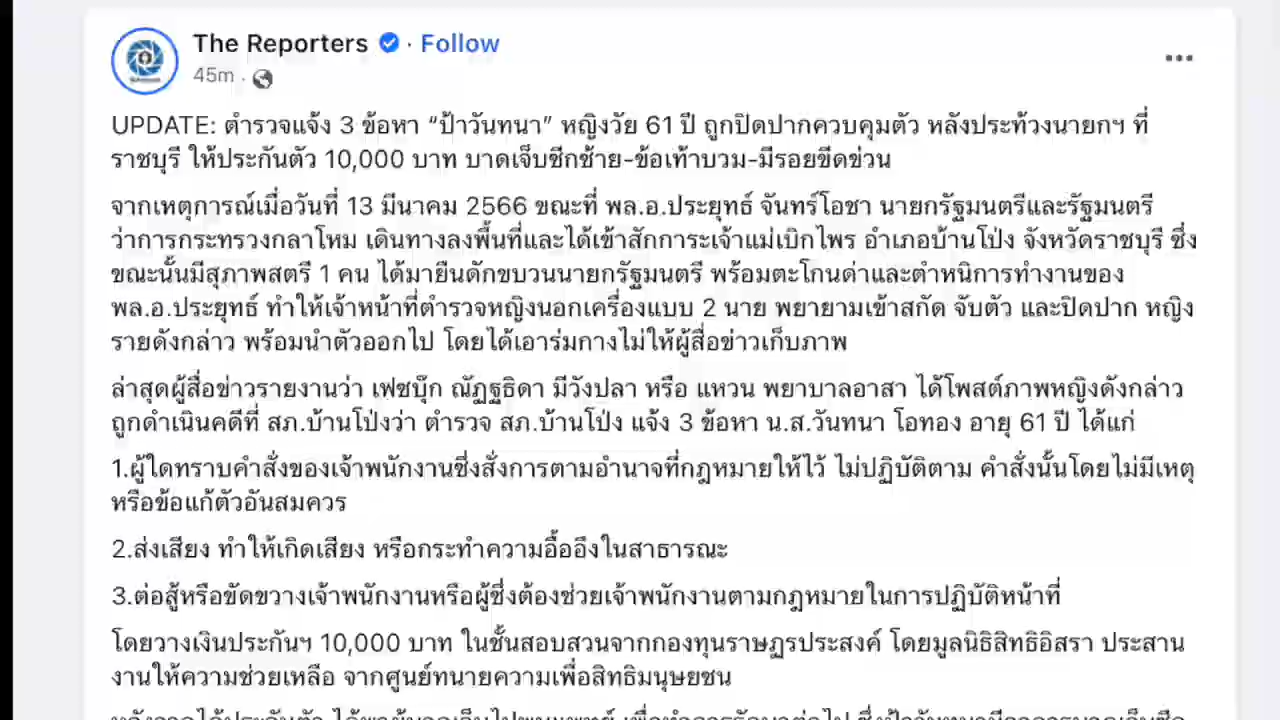 The Reporters · Follow
45m ·
UPDATE: ตำรวจแจ้ง 3 ข้อหา “ป้าวันทนา” หญิงวัย 61 ปี ถูกปิดปากควบคุมตัว หลังประท้วงนายกฯ ที่
ราชบุรี ให้ประกันตัว 10,000 บาท บาดเจ็บซีกซ้าย-ข้อเท้าบวม-มีรอยขีดข่วน
จากเหตุการณ์เมื่อวันที่ 13 มีนาคม 2566 ขณะที่ พล.อ.ประยุทธ์ จันทร์โอชา นายกรัฐมนตรีและรัฐมนตรี
ว่าการกระทรวงกลาโหม เดินทางลงพื้นที่และได้เข้าสักการะเจ้าแม่เบิกไพร อำเภอบ้านโป่ง จังหวัดราชบุรี ซึ่ง
ขณะนั้นมีสุภาพสตรี 1 คน ได้มายืนดักขบวนนายกรัฐมนตรี พร้อมตะโกนด่าและตำหนิการทำงานของ
พล.อ.ประยุทธ์ ทำให้เจ้าหน้าที่ตำรวจหญิงนอกเครื่องแบบ 2 นาย พยายามเข้าสกัด จับตัว และปิดปาก หญิง
รายดังกล่าว พร้อมนำตัวออกไป โดยได้เอาร่มกางไม่ให้ผู้สื่อข่าวเก็บภาพ
ล่าสุดผู้สื่อข่าวรายงานว่า เฟซบุ๊ก ณัฏฐธิดา มีวังปลา หรือ แหวน พยาบาลอาสา ได้โพสต์ภาพหญิงดังกล่าว
ถูกดำเนินคดีที่ สภ.บ้านโป่งว่า ตำรวจ สภ.บ้านโป่ง แจ้ง 3 ข้อหา น.ส.วันทนา โอทอง อายุ 61 ปี ได้แก่
1.ผู้ใดทราบคำสั่งของเจ้าพนักงานซึ่งสั่งการตามอำนาจที่กฎหมายให้ไว้ ไม่ปฏิบัติตาม คำสั่งนั้นโดยไม่มีเหตุ
หรือข้อแก้ตัวอันสมควร
2.ส่งเสียง ทำให้เกิดเสียง หรือกระทำความอื้ออึงในสาธารณะ
3.ต่อสู้หรือขัดขวางเจ้าพนักงานหรือผู้ซึ่งต้องช่วยเจ้าพนักงานตามกฎหมายในการปฏิบัติหน้าที่
โดยวางเงินประกันฯ 10,000 บาท ในชั้นสอบสวนจากกองทุนราษฎรประสงค์ โดยมูลนิธิสิทธิอิสรา ประสาน
งานให้ความช่วยเหลือ จากศูนย์ทนายความเพื่อสิทธิมนุษยชน